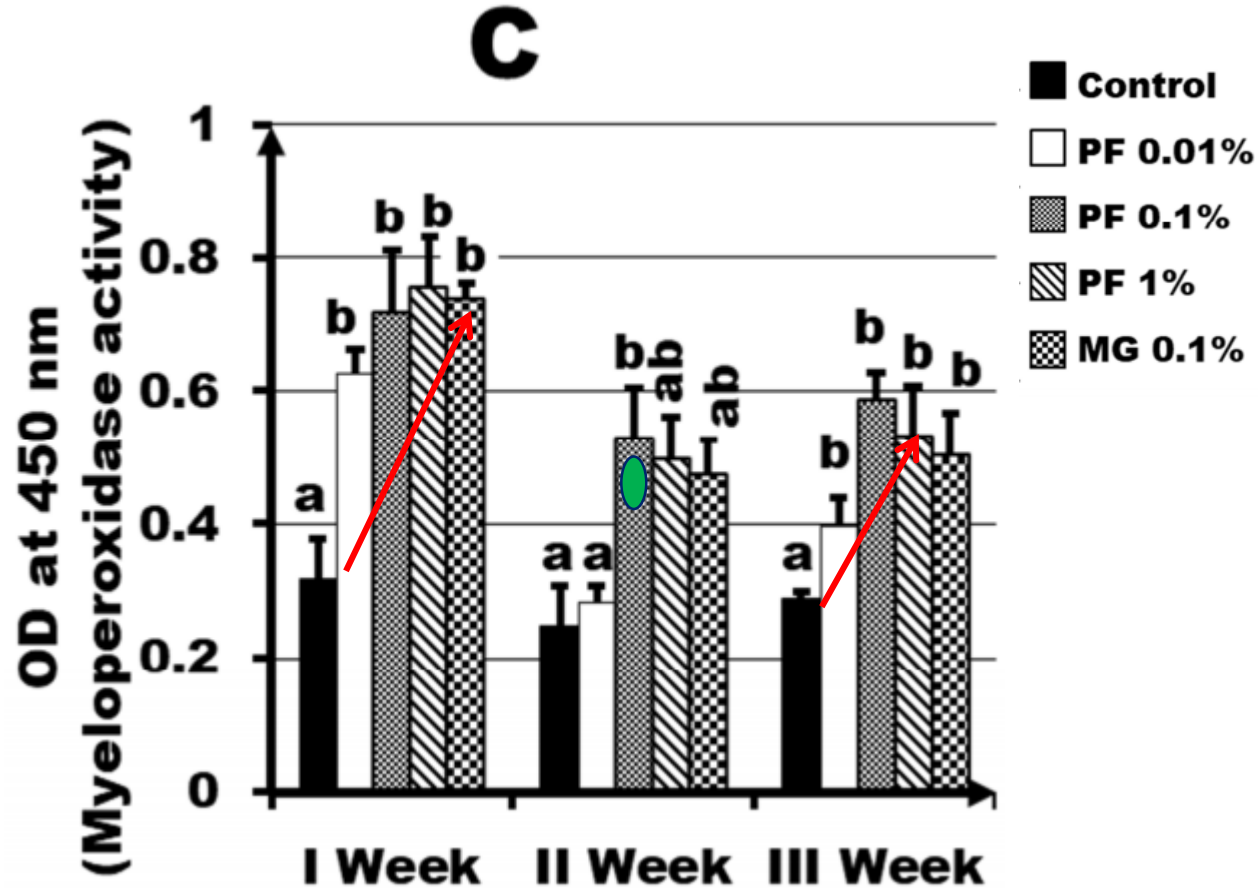 C
Control
PF 0.01%
PF 0.1%
PF 1%
MG 0.1%
OD at 450 nm
(Myeloperoxidase activity)
1
0.8
0.6
0.4
0.2
0
a
b
b
b
b
a
a
b
ab
ab
a
b
b
b
b
I Week
II Week
III Week